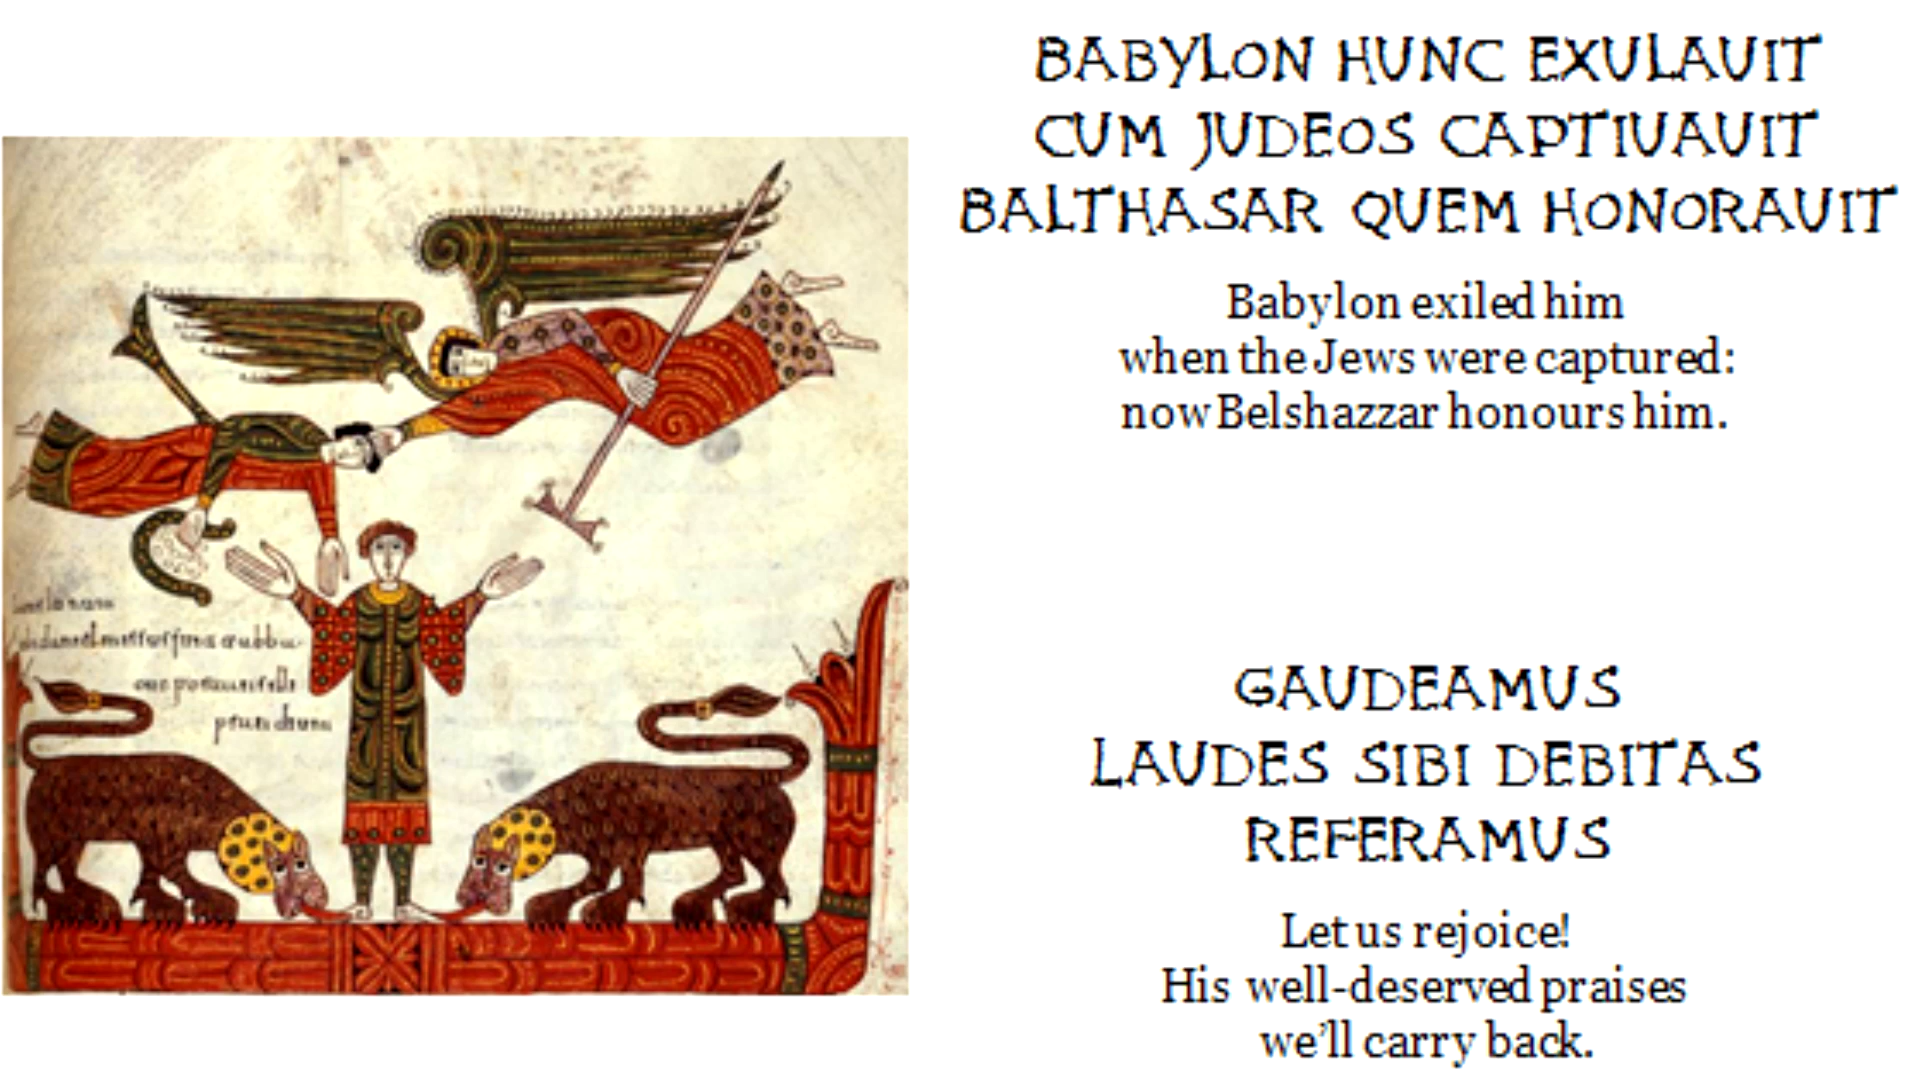 BABYLON HUNC EXULAUIT
CUM JUDEOS CAPTIUAUIT
BALTHASAR QUEM HONORAUIT
Babylon exiled him
when the Jews were captured:
now Belshazzar honours him.
GAUDEAMUS
LAUDES SIBI DEBITAS
REFERAMUS
Let us rejoice!
His well-deserved praises
we'll carry back.